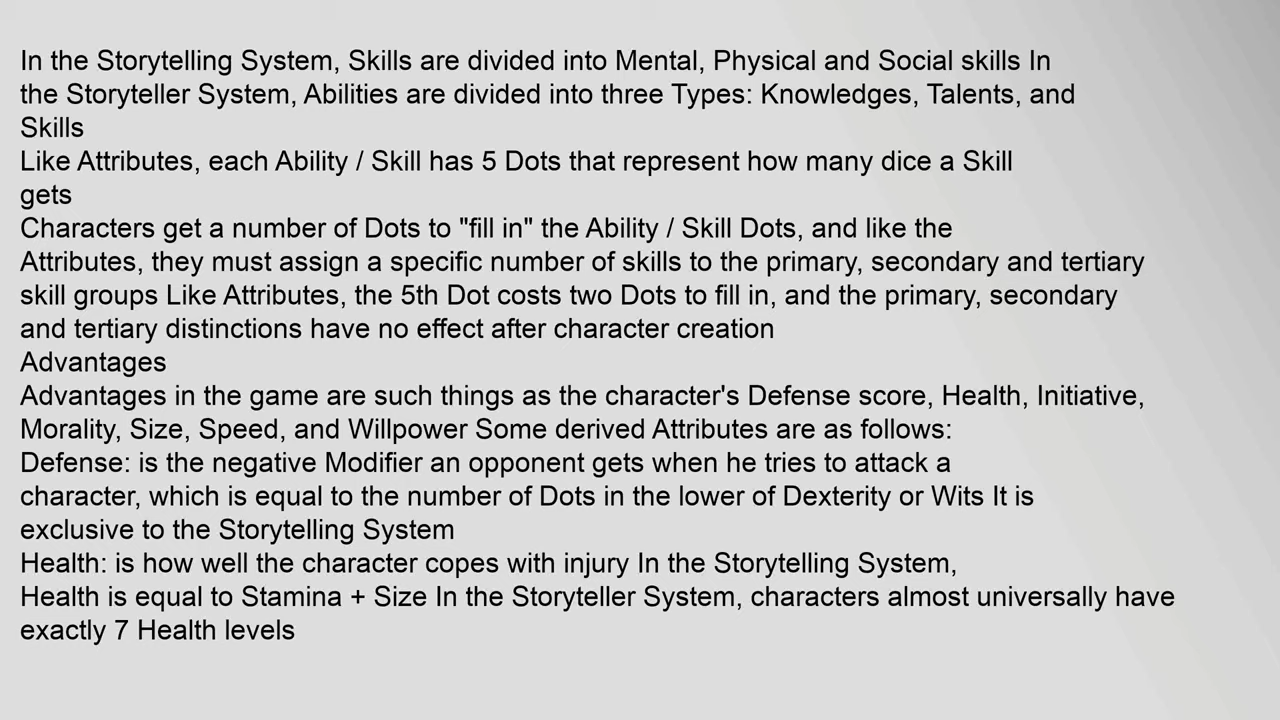 In the Storytelling System, Skills are divided into Mental, Physical and Social skills In
the Storyteller System, Abilities are divided into three Types: Knowledges, Talents, and
Skills
Like Attributes, each Ability / Skill has 5 Dots that represent how many dice a Skill
gets
Characters get a number of Dots to "fill in" the Ability / Skill Dots, and like the
Attributes, they must assign a specific number of skills to the primary, secondary and tertiary
skill groups Like Attributes, the 5th Dot costs two Dots to fill in, and the primary, secondary
and tertiary distinctions have no effect after character creation
Advantages
Advantages in the game are such things as the character's Defense score, Health, Initiative,
Morality, Size, Speed, and Willpower Some derived Attributes are as follows:
Defense: is the negative Modifier an opponent gets when he tries to attack a
character, which is equal to the number of Dots in the lower of Dexterity or Wits It is
exclusive to the Storytelling System
Health: is how well the character copes with injury In the Storytelling System,
Health is equal to Stamina + Size In the Storyteller System, characters almost universally have
exactly 7 Health levels